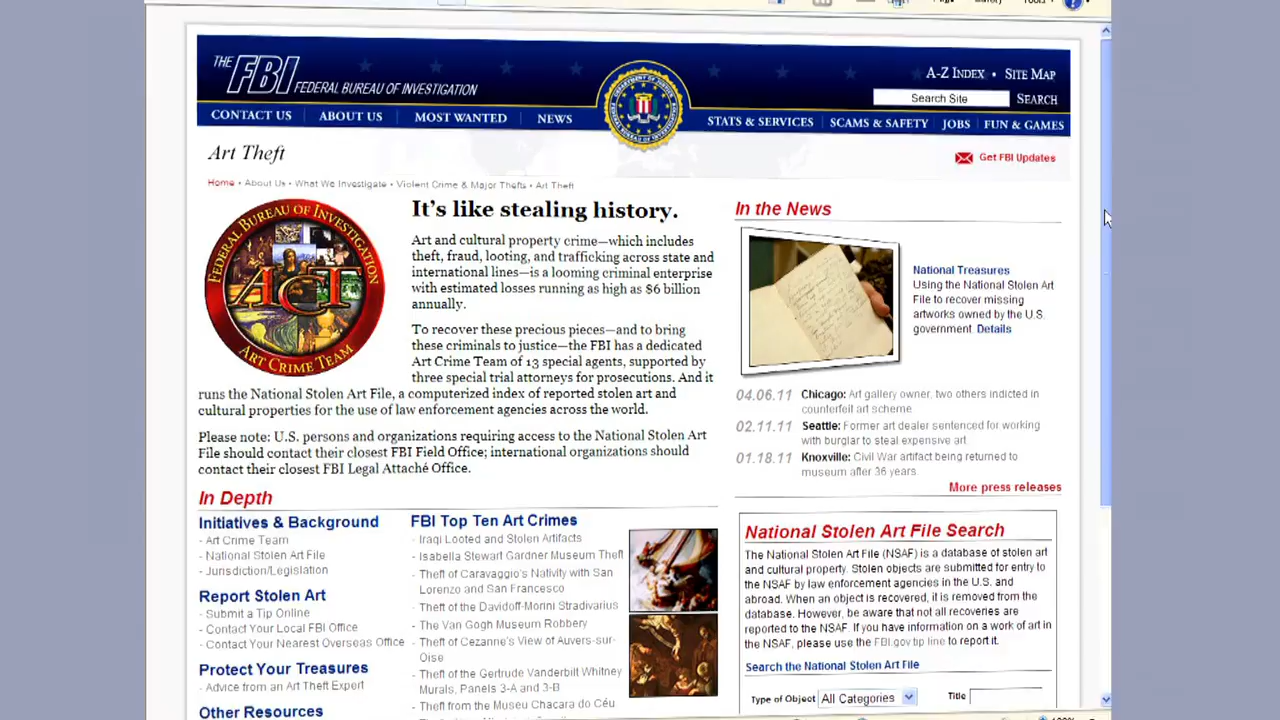 THE FBI FEDERAL BUREAU OF INVESTIGATION
A-Z INDEX • SITE MAP
Search Site SEARCH
CONTACT US ABOUT US MOST WANTED NEWS STATS & SERVICES SCAMS & SAFETY JOBS FUN & GAMES
Art Theft
Get FBI Updates
Home • About Us • What We Investigate • Violent Crime & Major Thefts • Art Theft
FEDERAL BUREAU OF INVESTIGATION
ACT
ART CRIME TEAM
It's like stealing history.
Art and cultural property crime—which includes
theft, fraud, looting, and trafficking across state and
international lines—is a looming criminal enterprise
with estimated losses running as high as $6 billion
annually.
To recover these precious pieces—and to bring
these criminals to justice—the FBI has a dedicated
Art Crime Team of 13 special agents, supported by
three special trial attorneys for prosecutions. And it
runs the National Stolen Art File, a computerized index of reported stolen art and
cultural properties for the use of law enforcement agencies across the world.
Please note: U.S. persons and organizations requiring access to the National Stolen Art
File should contact their closest FBI Field Office; international organizations should
contact their closest FBI Legal Attaché Office.
In the News
National Treasures
Using the National Stolen Art
File to recover missing
artworks owned by the U.S.
government. Details
04.06.11 Chicago: Art gallery owner, two others indicted in
counterfeit art scheme
02.11.11 Seattle: Former art dealer sentenced for working
with burglar to steal expensive art.
01.18.11 Knoxville: Civil War artifact being returned to
museum after 36 years.
More press releases
In Depth
Initiatives & Background
- Art Crime Team
- National Stolen Art File
- Jurisdiction/Legislation
Report Stolen Art
- Submit a Tip Online
- Contact Your Local FBI Office
- Contact Your Nearest Overseas Office
Protect Your Treasures
- Advice from an Art Theft Expert
Other Resources
FBI Top Ten Art Crimes
- Iraqi Looted and Stolen Artifacts
- Isabella Stewart Gardner Museum Theft
- Theft of Caravaggio's Nativity with San
Lorenzo and San Francesco
- Theft of the Davidoff-Morini Stradivarius
- The Van Gogh Museum Robbery
- Theft of Cezanne's View of Auvers-sur-
Oise
- Theft of the Gertrude Vanderbilt Whitney
Murals, Panels 3-A and 3-B
- Theft from the Museu Chacara do Céu
National Stolen Art File Search
The National Stolen Art File (NSAF) is a database of stolen art
and cultural property. Stolen objects are submitted for entry to
the NSAF by law enforcement agencies in the U.S. and
abroad. When an object is recovered, it is removed from the
database. However, be aware that not all recoveries are
reported to the NSAF. If you have information on a work of art in
the NSAF, please use the FBI.gov tip line to report it.
Search the National Stolen Art File
Type of Object All Categories Title